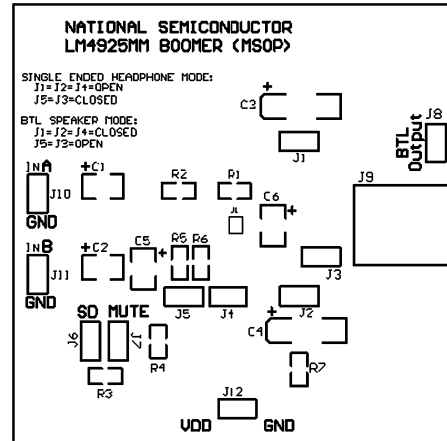 NATIONAL SEMICONDUCTOR
LM4925MM BOOMER (MSOP)
SINGLE ENDED HEADPHONE MODE:
J1=J2=J4=OPEN
J5=J3=CLOSED
BTL SPEAKER MODE:
J1=J2=J4=CLOSED
J5=J3=OPEN
C3
J1
J8
BTL
Output
J9
INA
J10
GND
C1
R2
R1
C6
INB
J11
GND
C2
C5
R5
R6
J3
J5
J4
J2
SD
MUTE
J6
J7
R4
C4
R3
R7
J12
VDD
GND